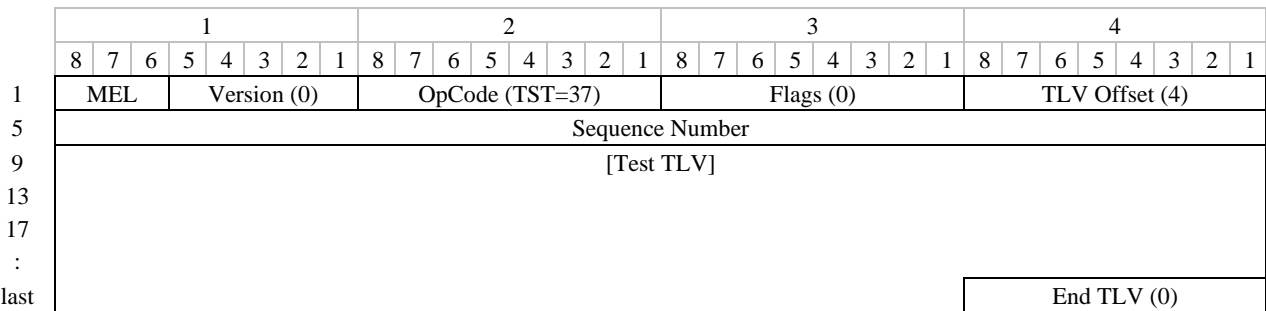 1 2 3 4
8 7 6 5 4 3 2 1 8 7 6 5 4 3 2 1 8 7 6 5 4 3 2 1 8 7 6 5 4 3 2 1
1 MEL Version (0) OpCode (TST=37) Flags (0) TLV Offset (4)
5 Sequence Number
9 [Test TLV]
13
17
:
last End TLV (0)